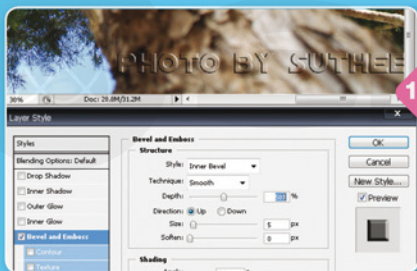 PHOTO BY SUTHEE
30% Doc: 28.8M/31.2M
1
Layer Style
Styles
Blending Options: Default
Drop Shadow
Inner Shadow
Outer Glow
Inner Glow
Bevel and Emboss
Contour
Texture
Bevel and Emboss
Structure
Style: Inner Bevel
Technique: Smooth
Depth: %
Direction: Up Down
Size: 5 px
Soften: 0 px
Shading
OK
Cancel
New Style...
Preview